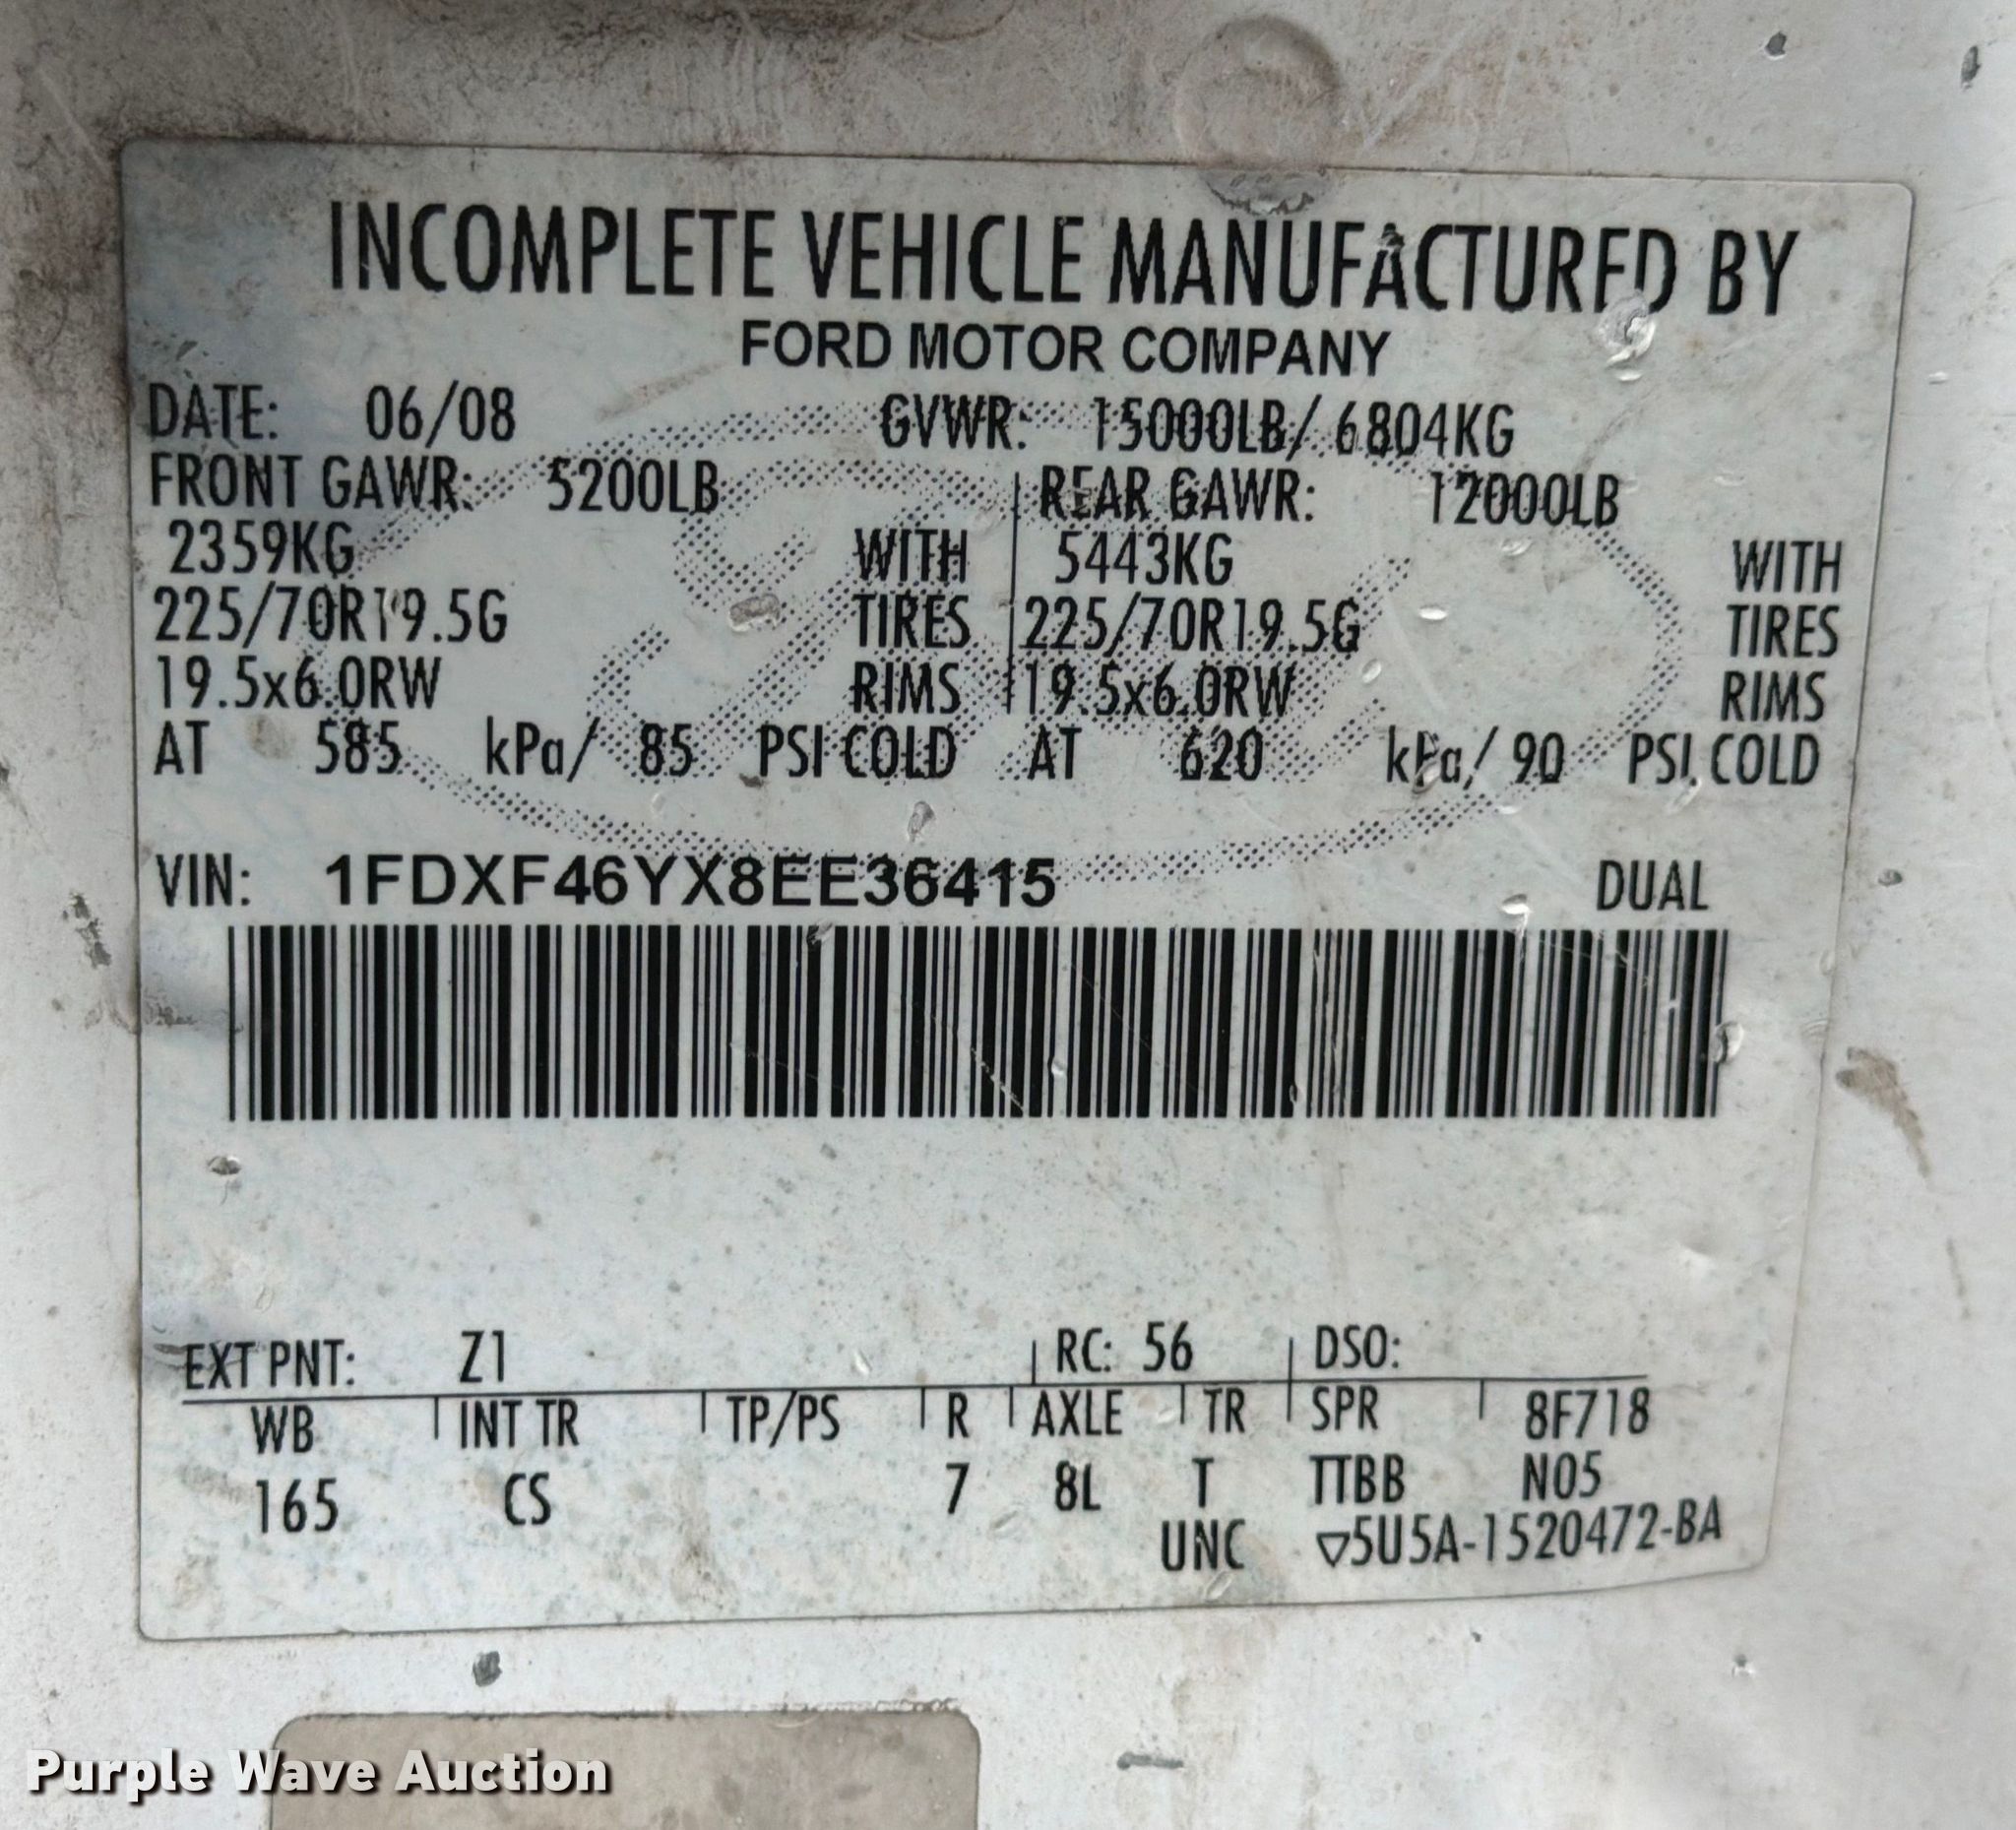 INCOMPLETE VEHICLE MANUFACTURED BY
FORD MOTOR COMPANY
DATE: 06/08 GVWR: 15000LB/ 6804KG
FRONT GAWR: 5200LB REAR GAWR: 12000LB
2359KG WITH 5443KG WITH
225/70R19.5G TIRES 225/70R19.5G TIRES
19.5x6.0RW RIMS 19.5x6.0RW RIMS
AT 585 kPa/ 85 PSI COLD AT 620 kPa/ 90 PSI COLD
VIN: 1FDXF46YX8EE36415 DUAL
EXT PNT: Z1 RC: 56 DSO:
WB INT TR TP/PS R AXLE TR SPR 8F718
165 CS 7 8L T TTBB N05
UNC ▽5U5A-1520472-BA
Purple Wave Auction